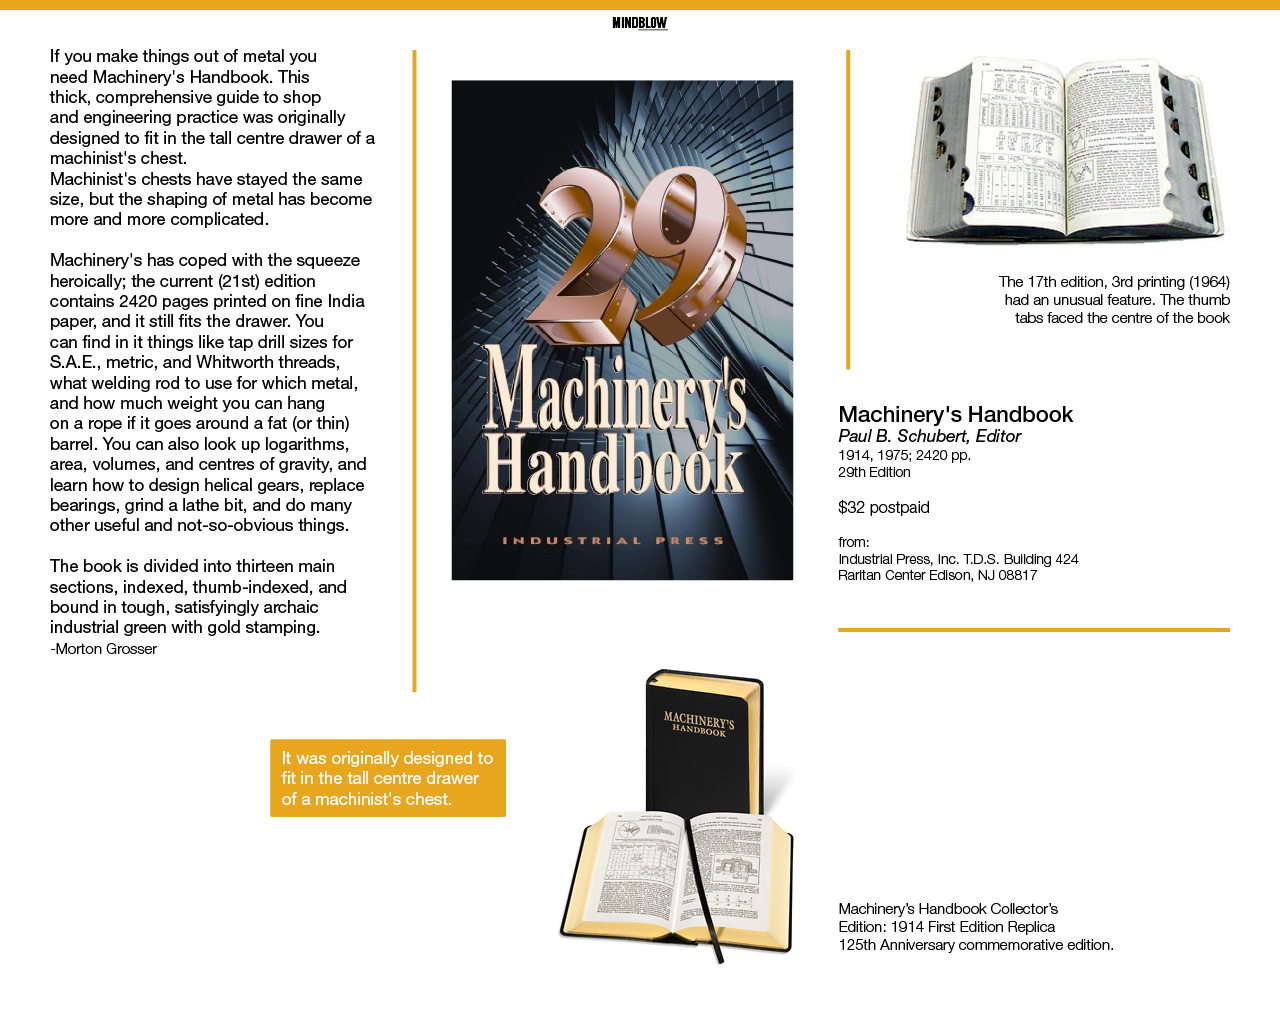 MINDBLOW
If you make things out of metal you
need Machinery's Handbook. This
thick, comprehensive guide to shop
and engineering practice was originally
designed to fit in the tall centre drawer of a
machinist's chest.
Machinist's chests have stayed the same
size, but the shaping of metal has become
more and more complicated.
Machinery's has coped with the squeeze
heroically; the current (21st) edition
contains 2420 pages printed on fine India
paper, and it still fits the drawer. You
can find in it things like tap drill sizes for
S.A.E., metric, and Whitworth threads,
what welding rod to use for which metal,
and how much weight you can hang
on a rope if it goes around a fat (or thin)
barrel. You can also look up logarithms,
area, volumes, and centres of gravity, and
learn how to design helical gears, replace
bearings, grind a lathe bit, and do many
other useful and not-so-obvious things.
The book is divided into thirteen main
sections, indexed, thumb-indexed, and
bound in tough, satisfyingly archaic
industrial green with gold stamping.
-Morton Grosser
29
Machinery's
Handbook
INDUSTRIAL PRESS
The 17th edition, 3rd printing (1964)
had an unusual feature. The thumb
tabs faced the centre of the book
Machinery's Handbook
Paul B. Schubert, Editor
1914, 1975; 2420 pp.
29th Edition
$32 postpaid
from:
Industrial Press, Inc. T.D.S. Building 424
Raritan Center Edison, NJ 08817
It was originally designed to
fit in the tall centre drawer
of a machinist's chest.
MACHINERY'S
HANDBOOK
Machinery’s Handbook Collector’s
Edition: 1914 First Edition Replica
125th Anniversary commemorative edition.